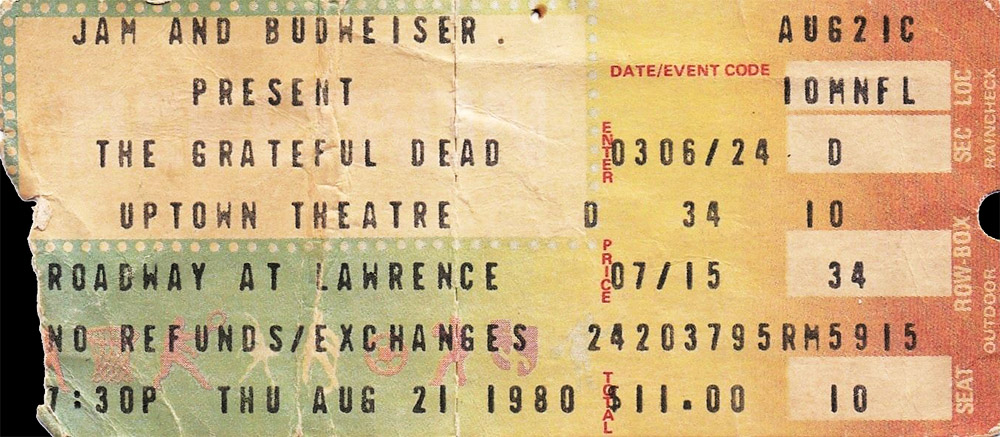 JAM AND BUDWEISER. AUG21C
DATE/EVENT CODE
PRESENT 10MNFL
THE GRATEFUL DEAD ENTER 0306/24 D
UPTOWN THEATRE D 34 10
ROADWAY AT LAWRENCE PRICE 07/15 34
NO REFUNDS/EXCHANGES 24203795RM5915
7:30P THU AUG 21 1980 TOTAL $11.00 10
SEC LOC
ROW-BOX
SEAT
RAINCHECK
OUTDOOR